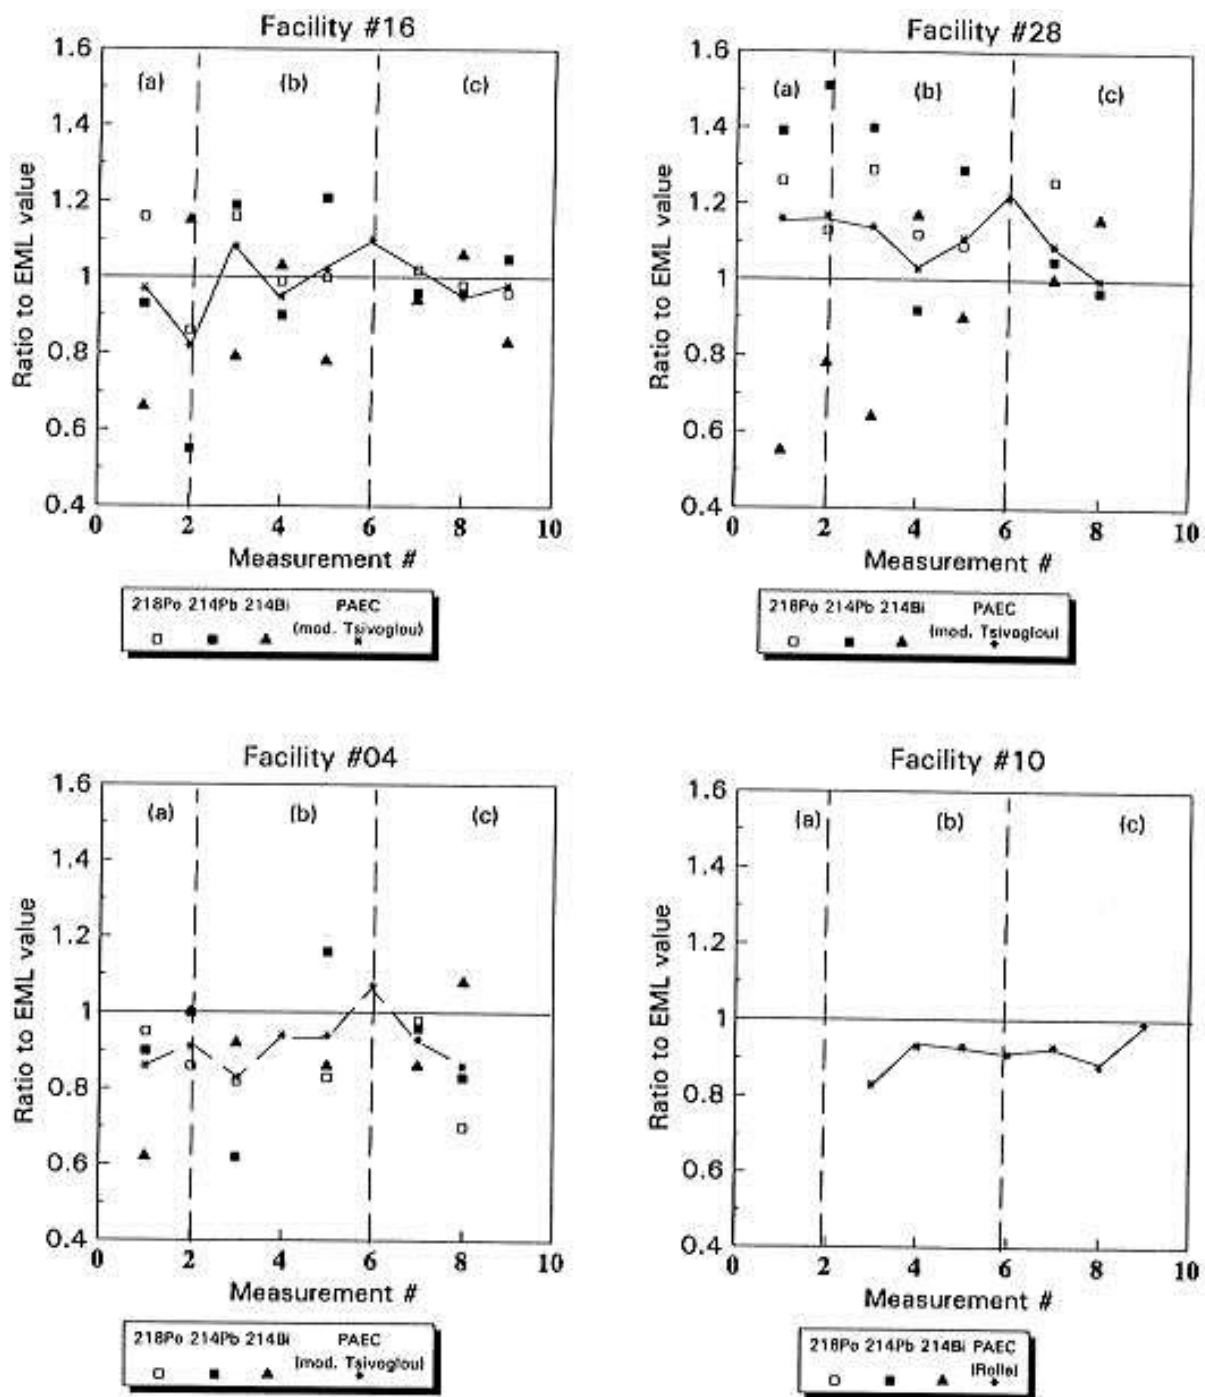 Facility #16
1.6
1.4
1.2
1
0.8
0.6
0.4
Ratio to EML value
(a)
(b)
(c)
0 2 4 6 8 10
Measurement #
218Po 214Pb 214Bi PAEC
(mod. Tsivoglou)
Facility #28
1.6
1.4
1.2
1
0.8
0.6
0.4
Ratio to EML value
(a)
(b)
(c)
0 2 4 6 8 10
Measurement #
218Po 214Pb 214Bi PAEC
(mod. Tsivoglou)
Facility #04
1.6
1.4
1.2
1
0.8
0.6
0.4
Ratio to EML value
(a)
(b)
(c)
0 2 4 6 8 10
Measurement #
218Po 214Pb 214Bi PAEC
(mod. Tsivoglou)
Facility #10
1.6
1.4
1.2
1
0.8
0.6
0.4
Ratio to EML value
(a)
(b)
(c)
0 2 4 6 8 10
Measurement #
218Po 214Pb 214Bi PAEC
(Rolle)